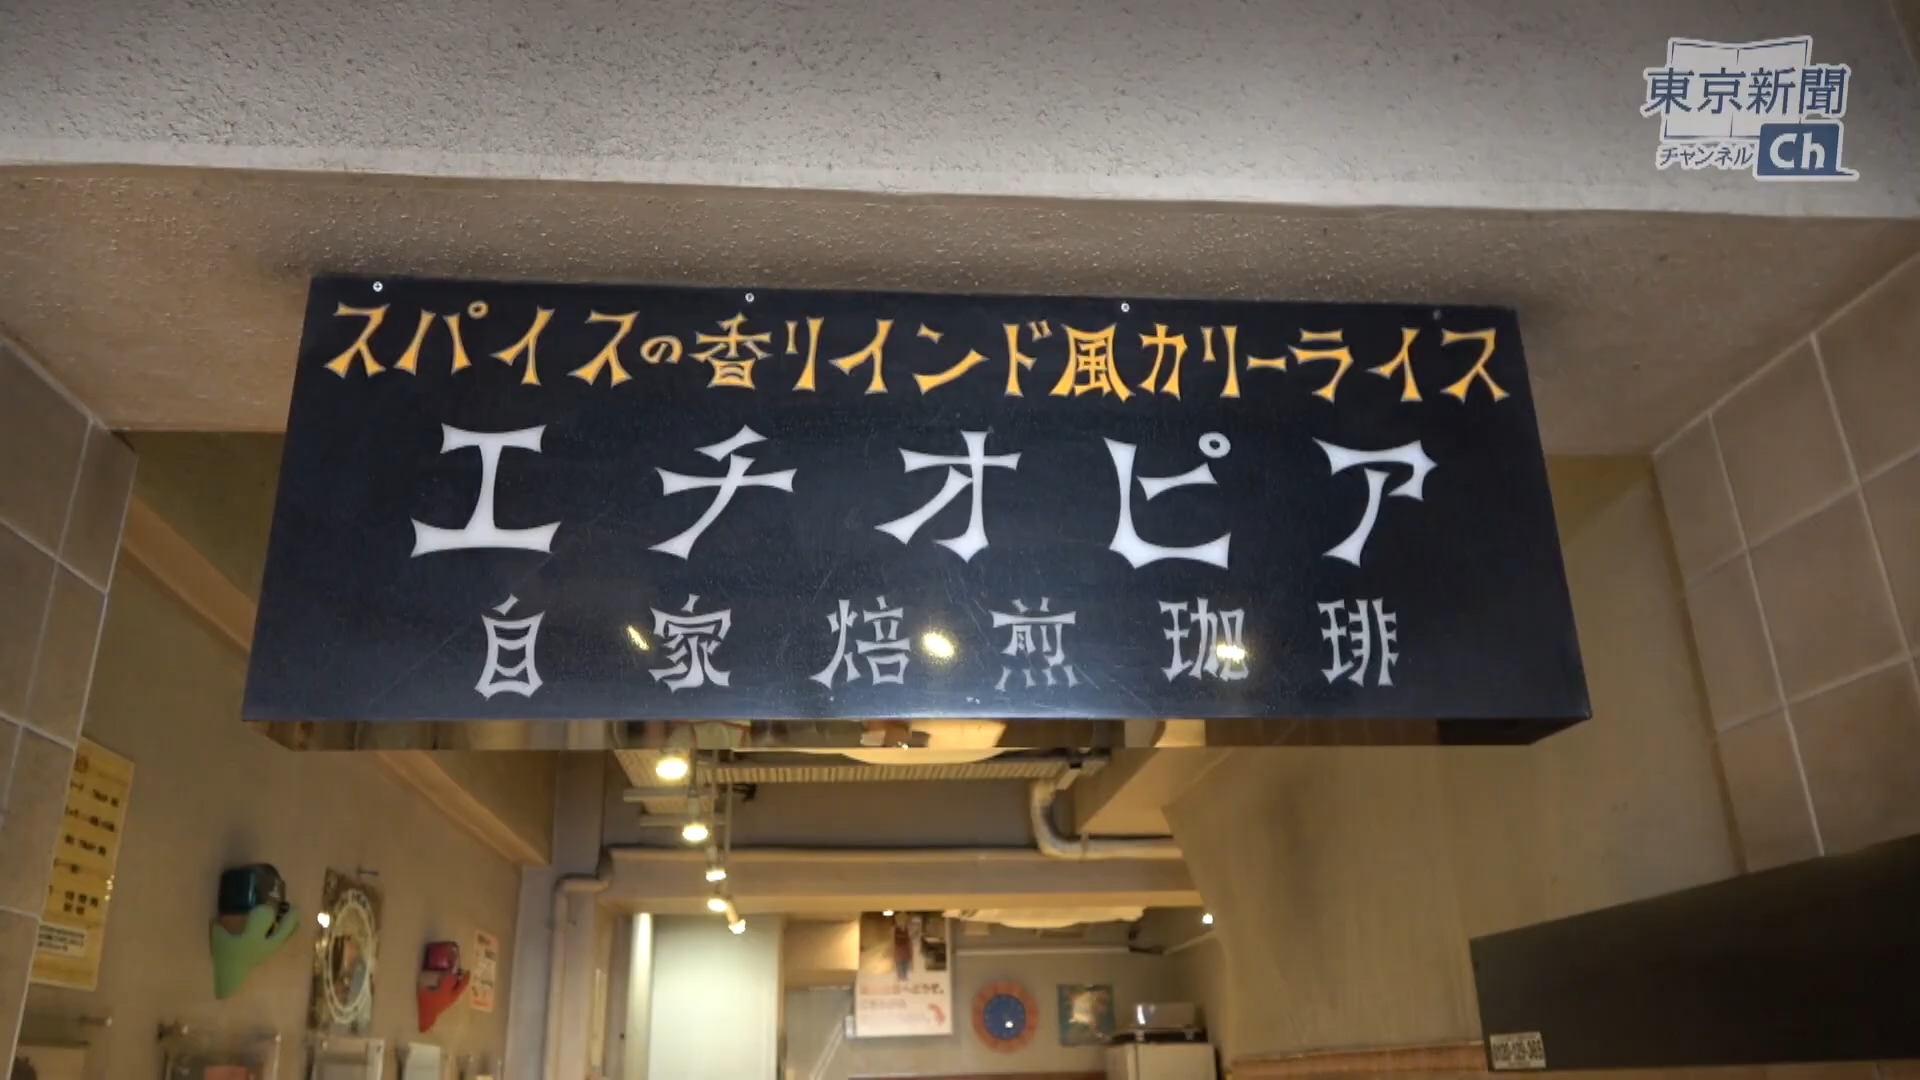 東京新聞
チャンネル Ch
スパイスの香りインド風カリーライス
エチオピア
自家焙煎珈琲